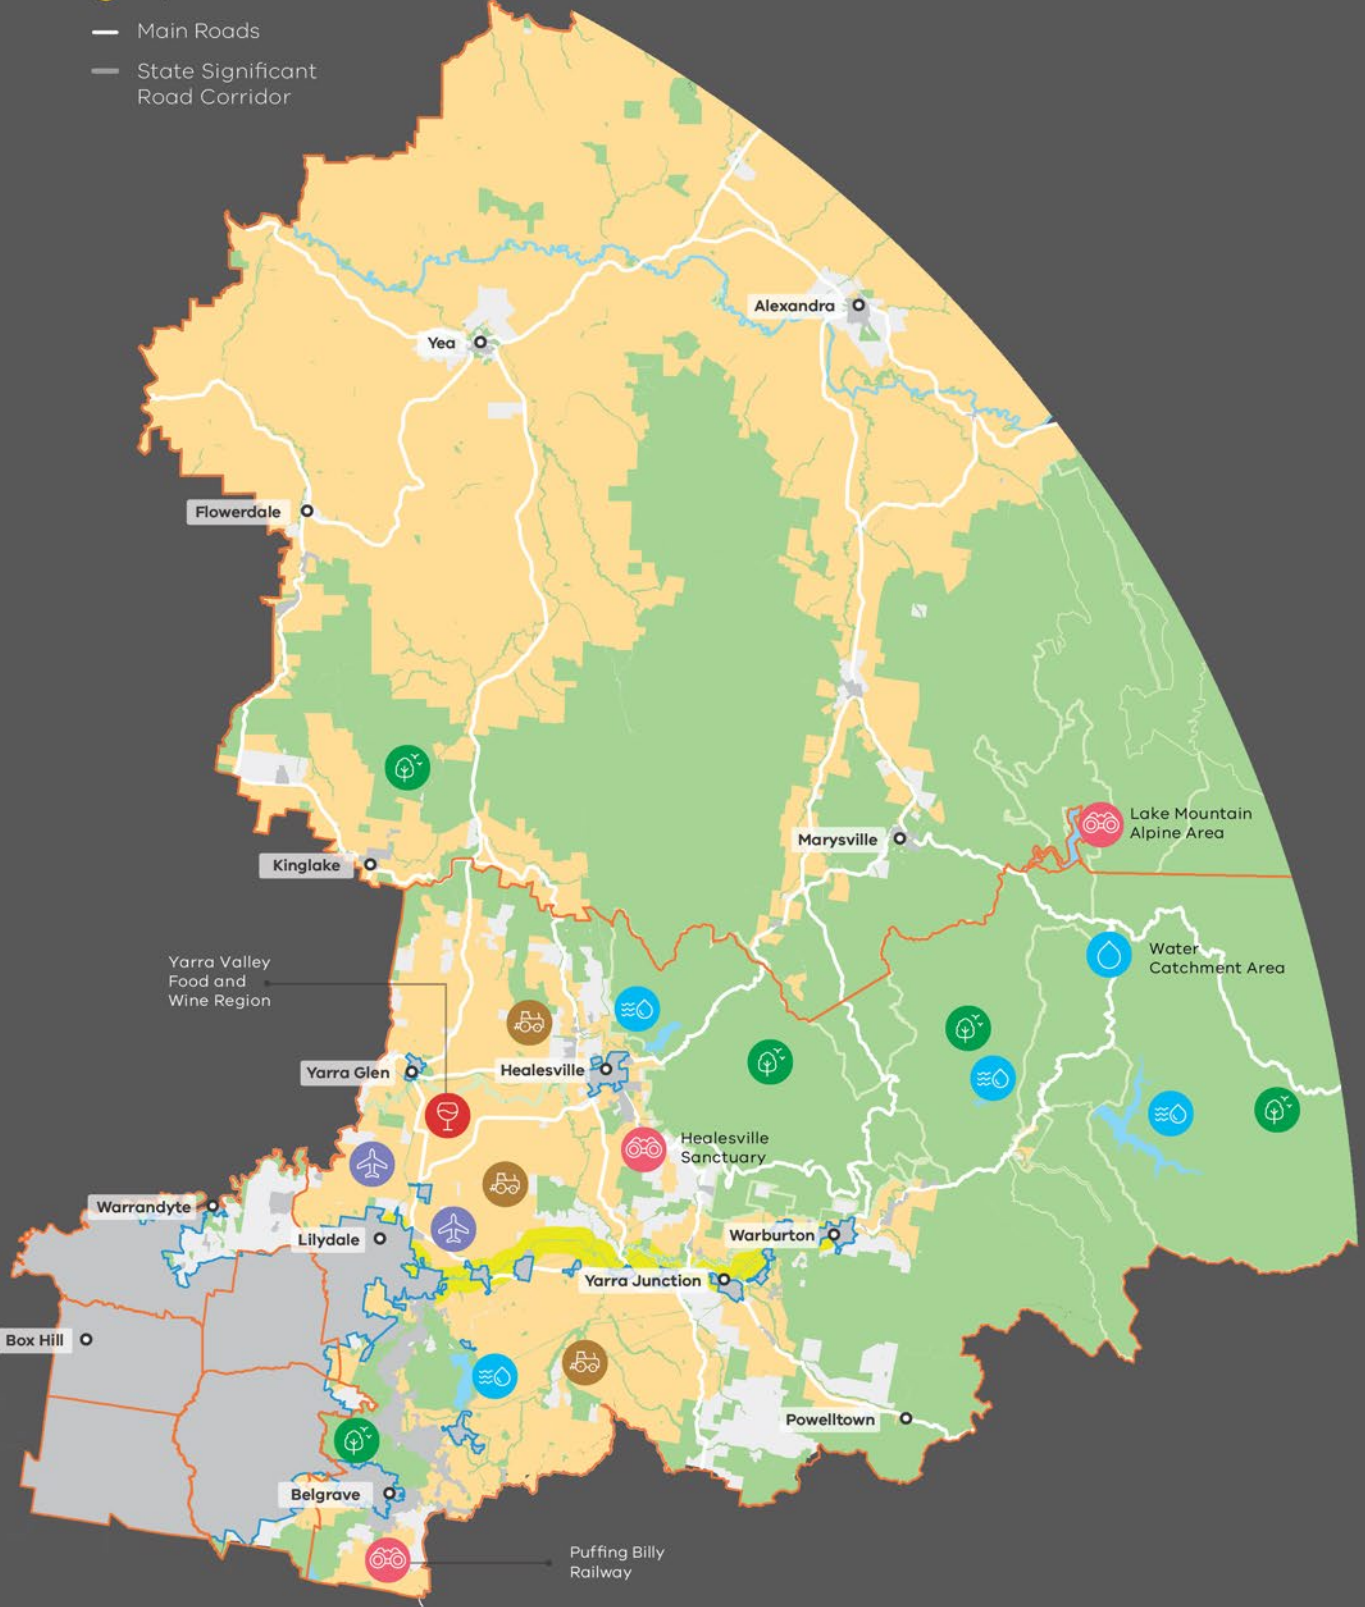 Main Roads
State Significant
Road Corridor
Alexandra
Yea
Flowerdale
Lake Mountain
Alpine Area
Marysville
Kinglake
Water
Catchment Area
Yarra Valley
Food and
Wine Region
Yarra Glen
Healesville
Healesville
Sanctuary
Warrandyte
Lilydale
Warburton
Yarra Junction
Box Hill
Powelltown
Belgrave
Puffing Billy
Railway